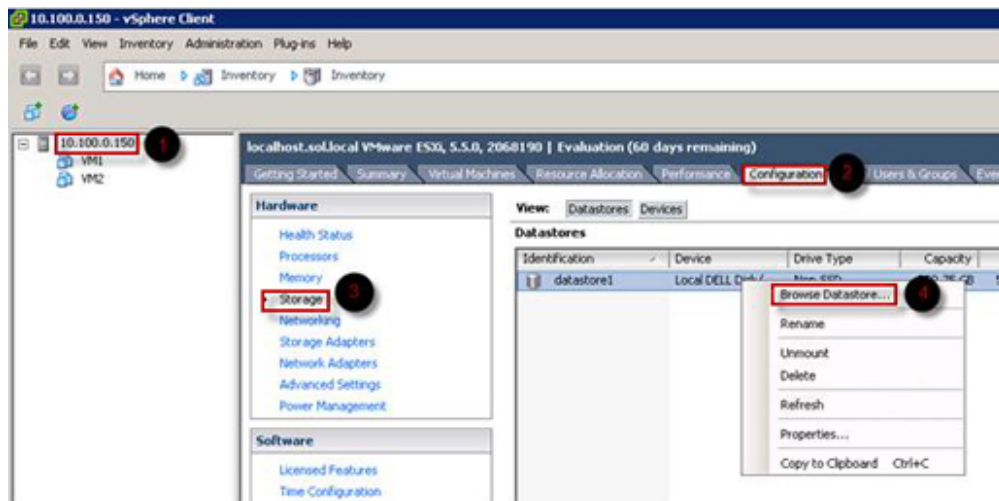 10.100.0.150 - vSphere Client
File Edit View Inventory Administration Plug-ins Help
Home Inventory Inventory
10.100.0.150 1
VM1
VM2
localhost.sol.local VMware ESXi, 5.5.0, 2068190 | Evaluation (60 days remaining)
Getting Started Summary Virtual Machines Resource Allocation Performance Configuration 2 Users & Groups
Hardware
Health Status
Processors
Memory
Storage 3
Networking
Storage Adapters
Network Adapters
Advanced Settings
Power Management
Software
Licensed Features
Time Configuration
View: Datastores Devices
Datastores
Identification Device Drive Type Capacity
datastore1 Local DELL Disk ( Non-SSD GB
Browse Datastore... 4
Rename
Unmount
Delete
Refresh
Properties...
Copy to Clipboard Ctrl+C